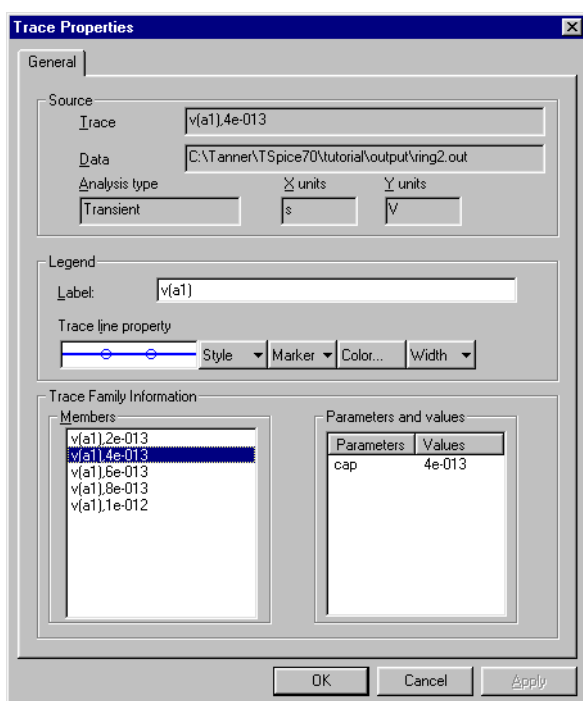 Trace Properties
General
Source
Trace
v(a1),4e-013
Data
C:\Tanner\TSpice70\tutorial\output\ring2.out
Analysis type
X units
Y units
Transient
s
V
Legend
Label:
v(a1)
Trace line property
Style
Marker
Color...
Width
Trace Family Information
Members
v(a1),2e-013
v(a1),4e-013
v(a1),6e-013
v(a1),8e-013
v(a1),1e-012
Parameters and values
Parameters Values
cap 4e-013
OK
Cancel
Apply